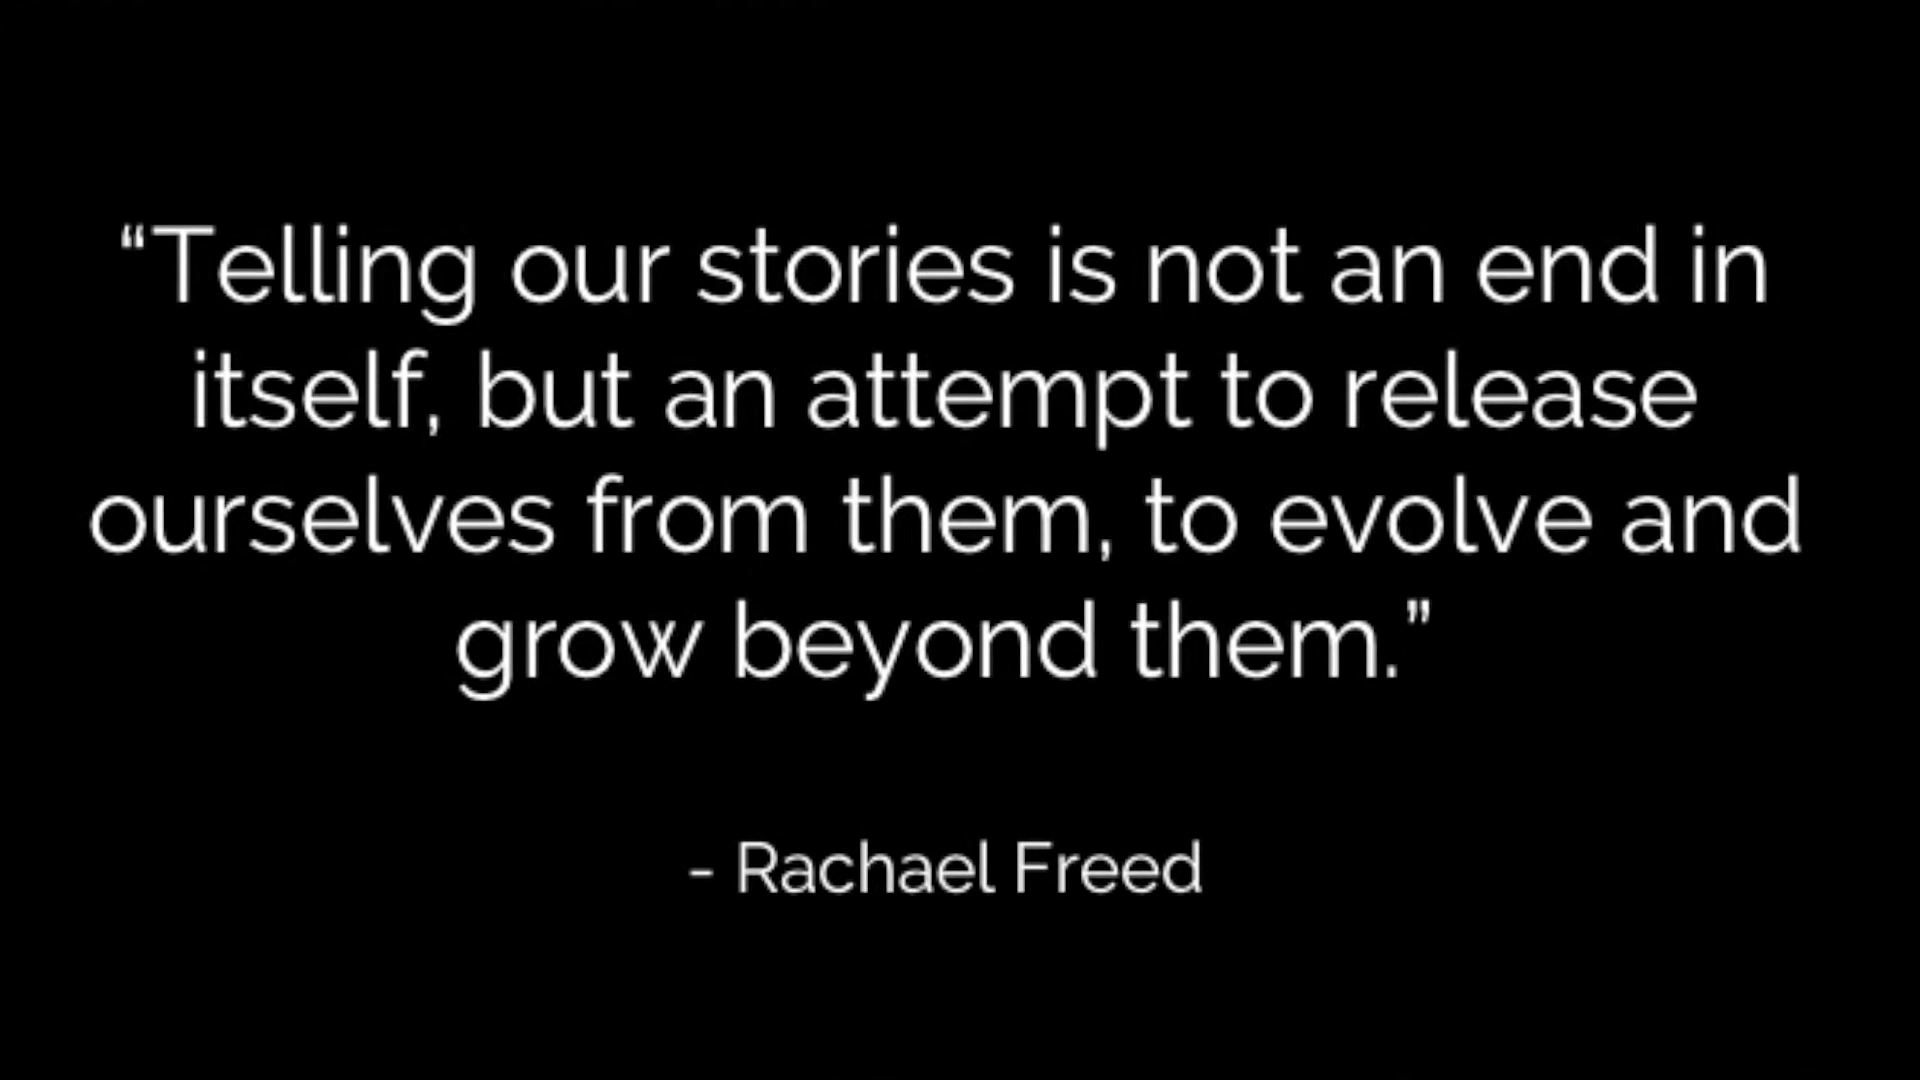 “Telling our stories is not an end in
itself, but an attempt to release
ourselves from them, to evolve and
grow beyond them.”
- Rachael Freed